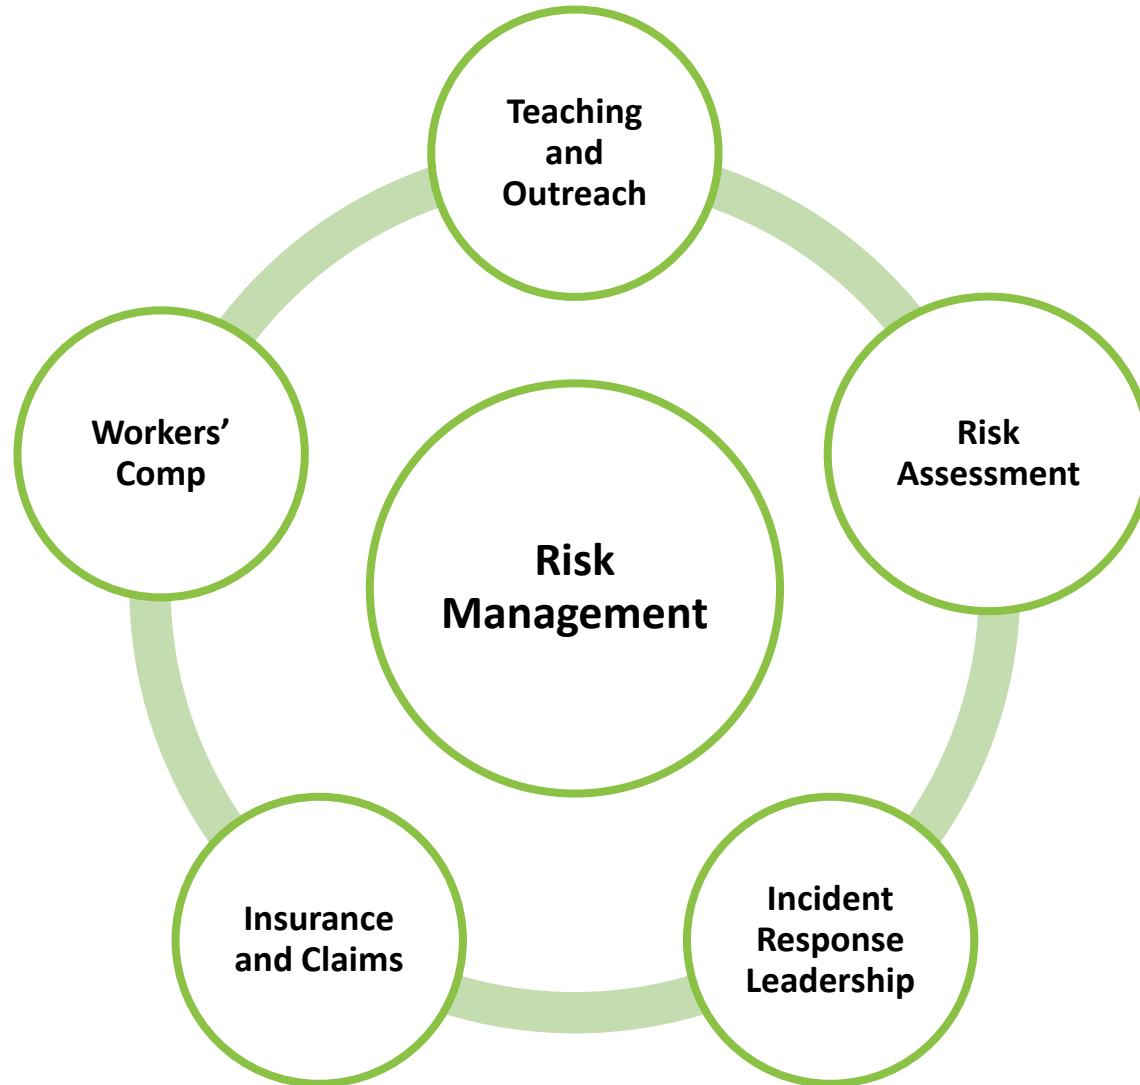 Teaching
and
Outreach
Risk
Assessment
Workers’
Comp
Risk
Management
Incident
Response
Leadership
Insurance
and Claims